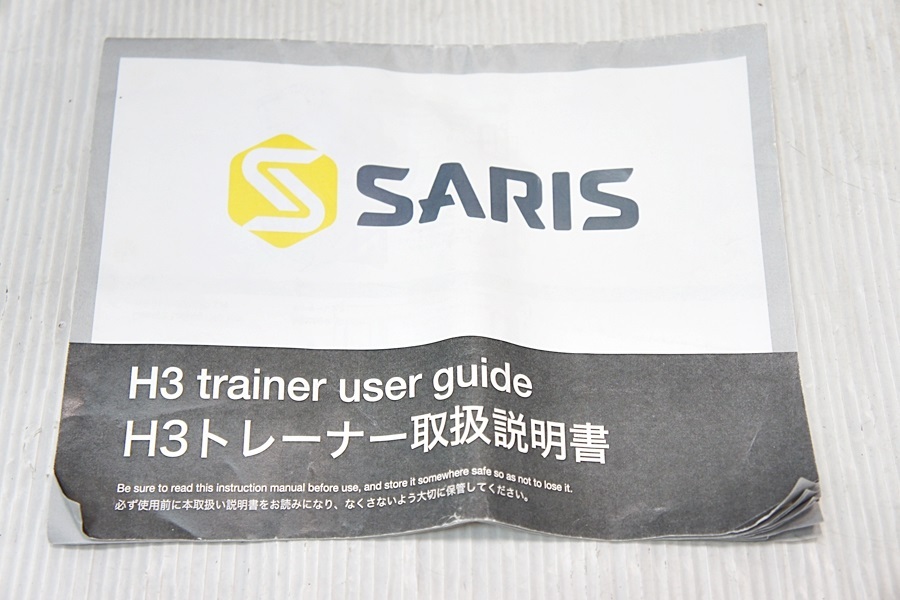 SARIS
H3 trainer user guide
H3トレーナー取扱説明書
Be sure to read this instruction manual before use, and store it somewhere safe so as not to lose it.
必ず使用前に本取扱い説明書をお読みになり、なくさないよう大切に保管してください。